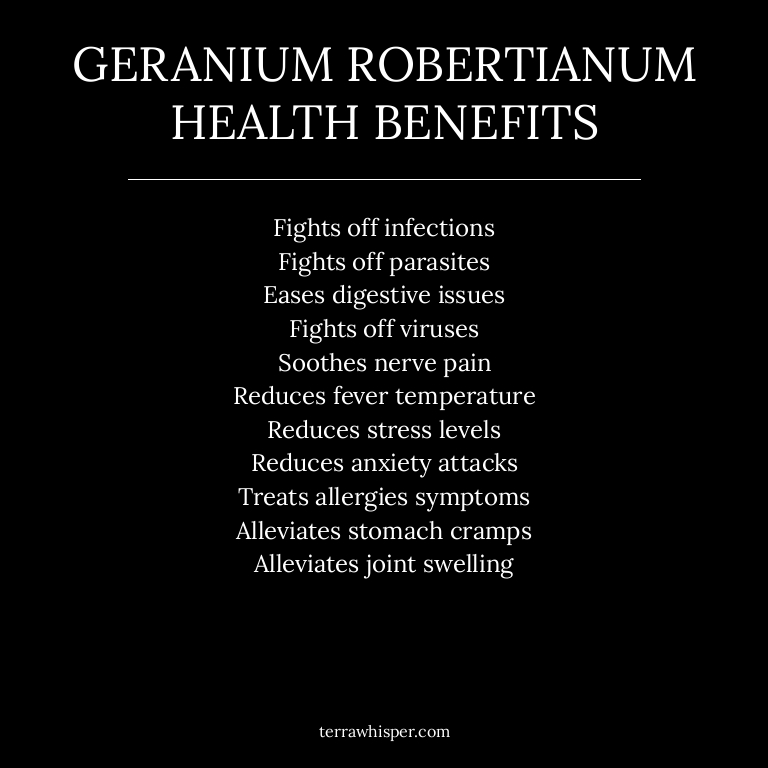 GERANIUM ROBERTIANUM
HEALTH BENEFITS
Fights off infections
Fights off parasites
Eases digestive issues
Fights off viruses
Soothes nerve pain
Reduces fever temperature
Reduces stress levels
Reduces anxiety attacks
Treats allergies symptoms
Alleviates stomach cramps
Alleviates joint swelling
terrawhisper.com